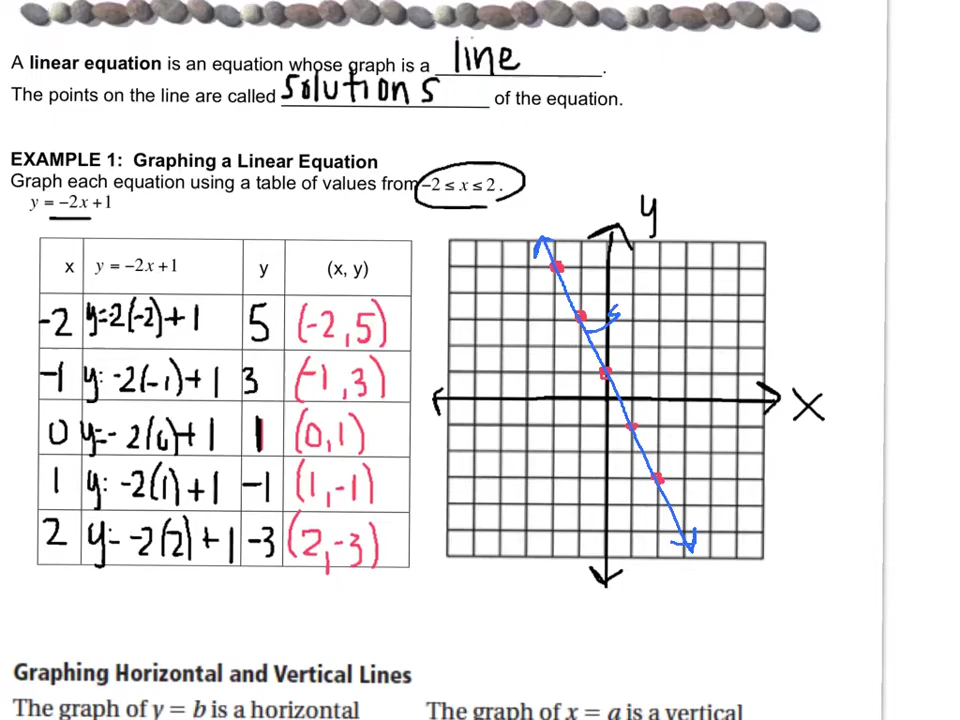 A linear equation is an equation whose graph is a line.
The points on the line are called solutions of the equation.
EXAMPLE 1: Graphing a Linear Equation
Graph each equation using a table of values from −2 ≤ x ≤ 2.
y = −2x + 1
x y = −2x + 1 y (x, y)
-2 y=2(-2)+1 5 (-2,5)
-1 y: -2(-1)+1 3 (-1,3)
0 y=-2(0)+1 1 (0,1)
1 y: -2(1)+1 -1 (1,-1)
2 y= -2(2)+1 -3 (2,-3)
y
x
Graphing Horizontal and Vertical Lines
The graph of y = b is a horizontal
The graph of x = a is a vertical